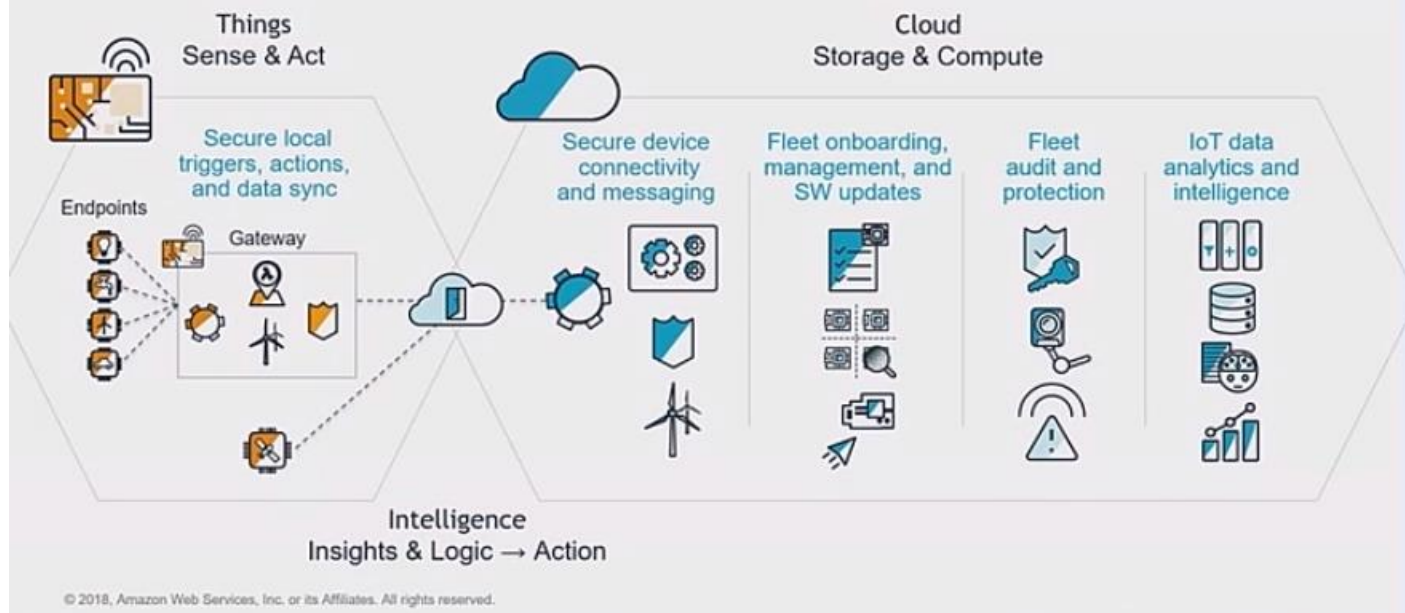 Things
Sense & Act
Cloud
Storage & Compute
Secure local
triggers, actions,
and data sync
Endpoints
Gateway
λ
Secure device
connectivity
and messaging
Fleet onboarding,
management, and
SW updates
Fleet
audit and
protection
IoT data
analytics and
intelligence
Intelligence
Insights & Logic → Action
© 2018, Amazon Web Services, Inc. or its Affiliates. All rights reserved.